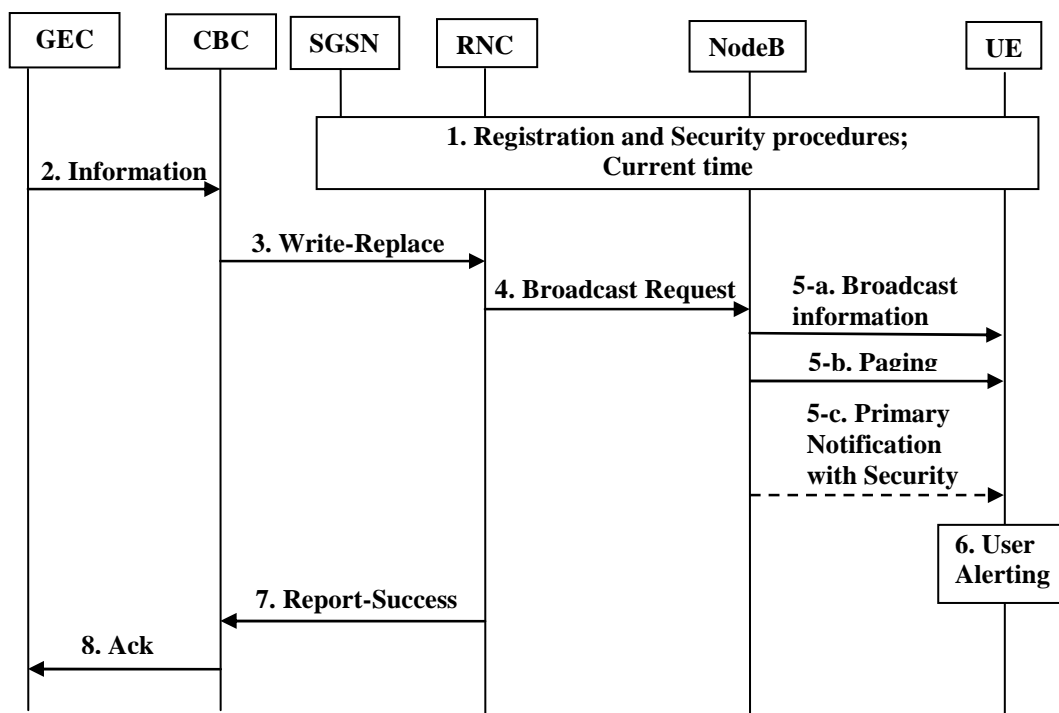 GEC
CBC
SGSN
RNC
NodeB
UE
1. Registration and Security procedures;
Current time
2. Information
3. Write-Replace
4. Broadcast Request
5-a. Broadcast
information
5-b. Paging
5-c. Primary
Notification
with Security
6. User
Alerting
7. Report-Success
8. Ack